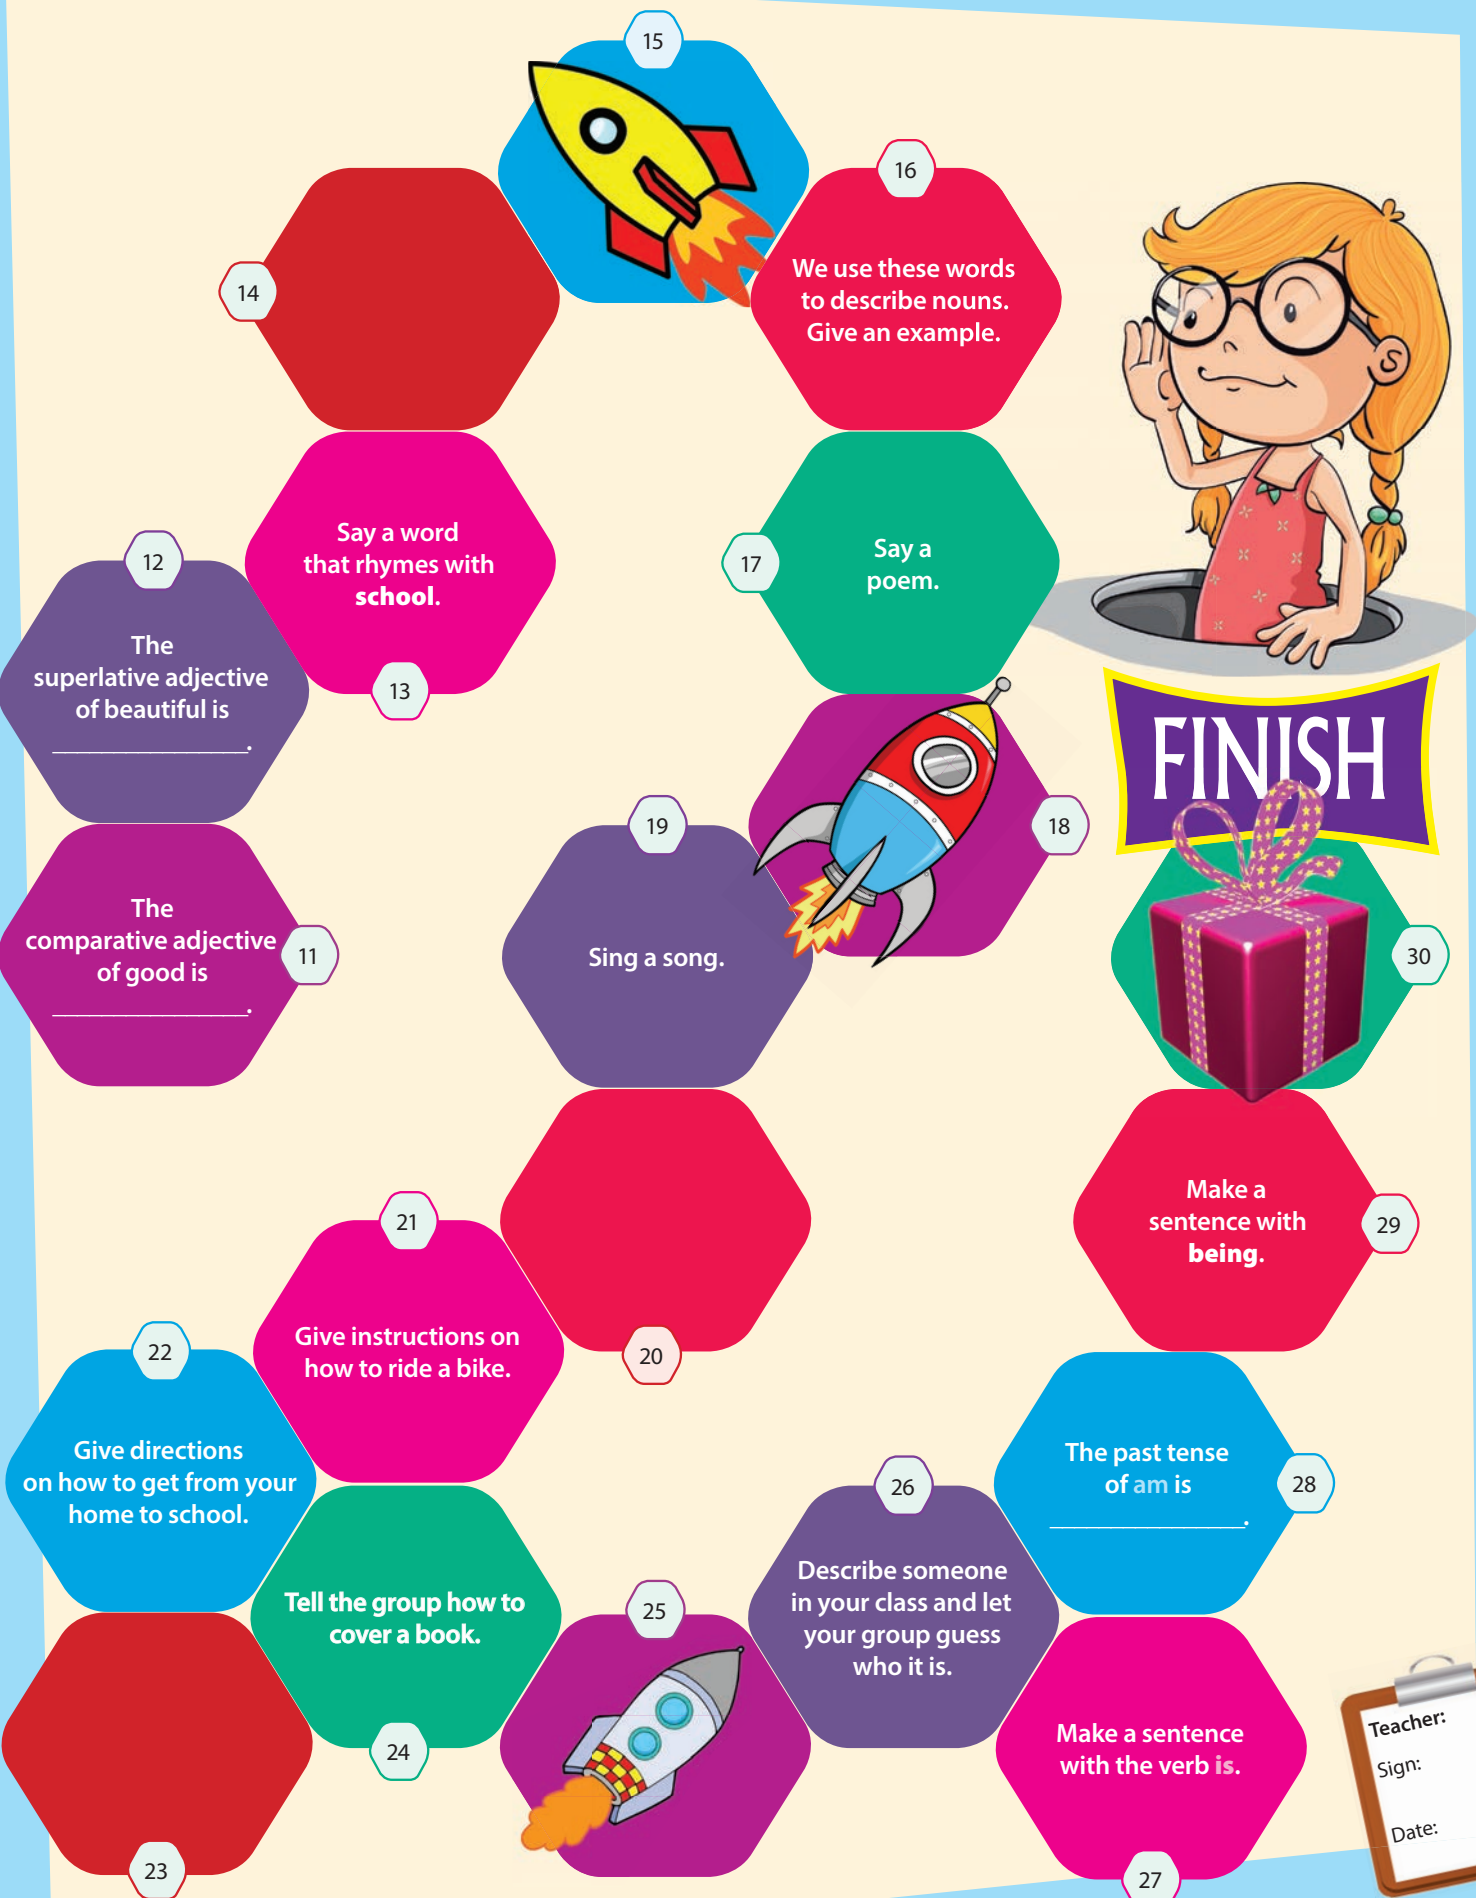 15
16
We use these words
to describe nouns.
Give an example.
14
Say a word
that rhymes with
school.
13
17
Say a
poem.
12
The
superlative adjective
of beautiful is
________________.
FINISH
18
19
Sing a song.
The
comparative adjective
of good is
________________.
11
30
Make a
sentence with
being.
29
21
Give instructions on
how to ride a bike.
20
22
Give directions
on how to get from your
home to school.
The past tense
of am is
________________.
28
26
Describe someone
in your class and let
your group guess
who it is.
Tell the group how to
cover a book.
24
25
Make a sentence
with the verb is.
27
23
Teacher:
Sign:
Date: